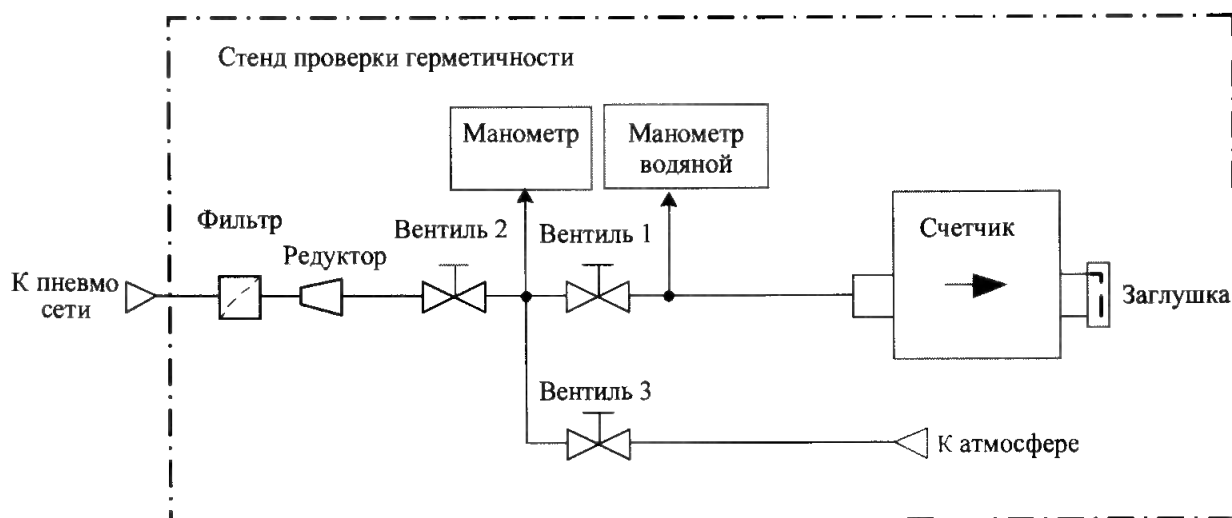 Стенд проверки герметичности
Манометр
Манометр
водяной
Фильтр
Редуктор
Вентиль 2
Вентиль 1
Счетчик
К пневмо
сети
Заглушка
Вентиль 3
К атмосфере